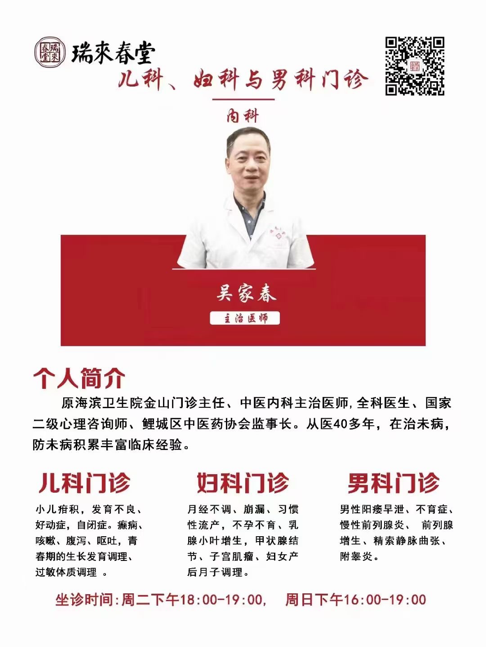 瑞來春堂
儿科、妇科与男科门诊
内科
吴家春
主治医师
个人简介
原海滨卫生院金山门诊主任、中医内科主治医师,全科医生、国家
二级心理咨询师、鲤城区中医药协会监事长。从医40多年，在治未病，
防未病积累丰富临床经验。
儿科门诊
小儿疳积，发育不良、
好动症，自闭症。癫痫、
咳嗽、腹泻、呕吐，青
春期的生长发育调理、
过敏体质调理 。
妇科门诊
月经不调、崩漏、习惯
性流产，不孕不育、乳
腺小叶增生，甲状腺结
节、子宫肌瘤、妇女产
后月子调理。
男科门诊
男性阳痿早泄、不育症、
慢性前列腺炎、 前列腺
增生、精索静脉曲张、
附睾炎。
坐诊时间:周二下午18:00-19:00, 周日下午16:00-19:00